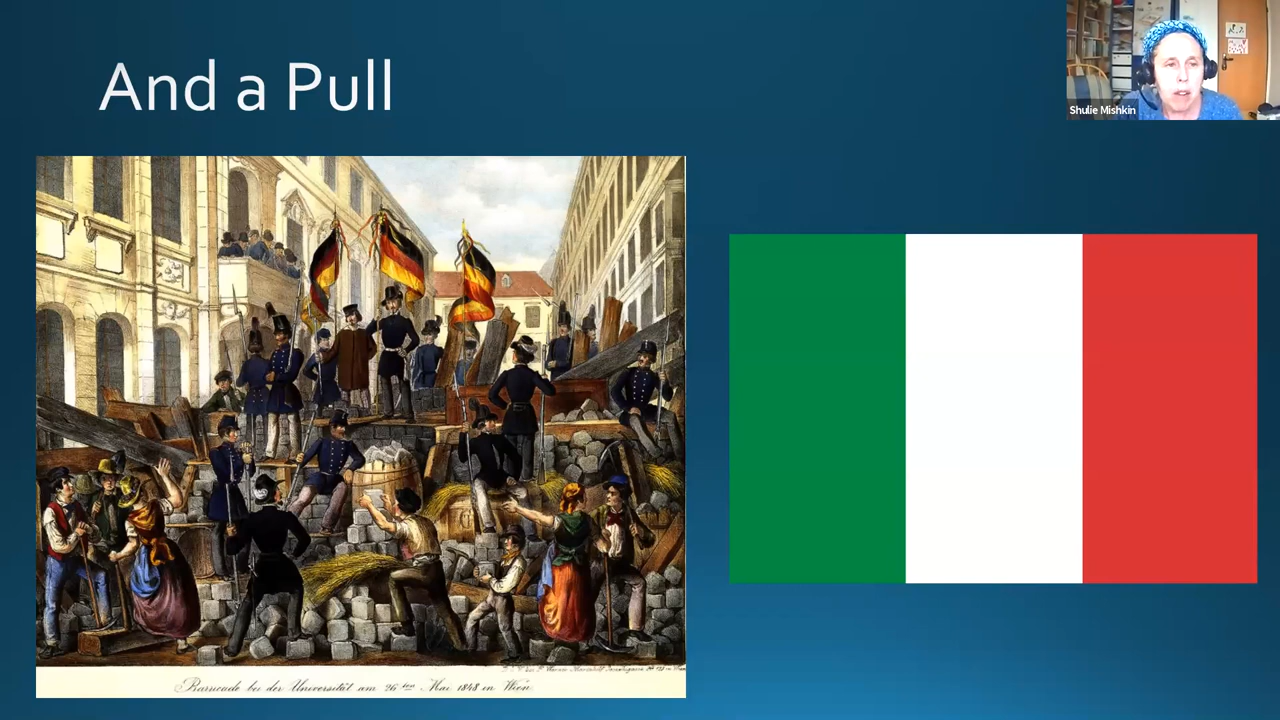 And a Pull
Shulie Mishkin
Barricade bei der Universität am 26ten Mai 1848 in Wien.